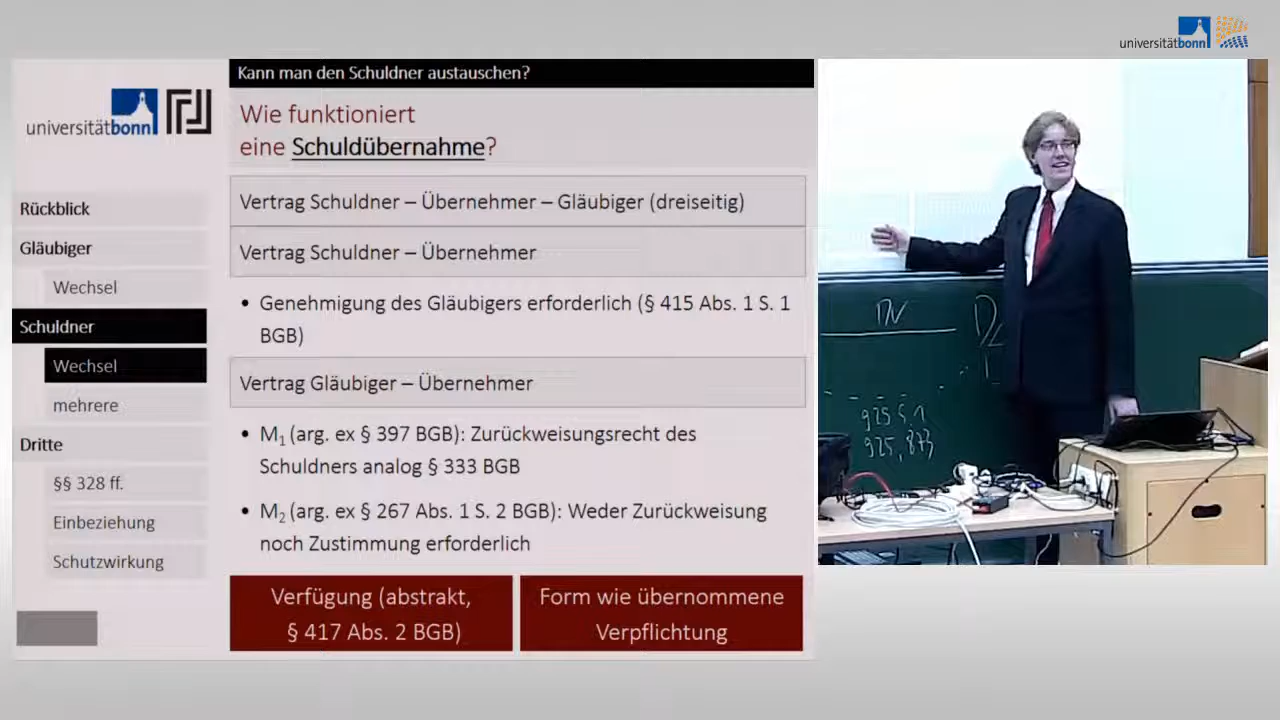 universitätbonn
universitätbonn
Rückblick
Gläubiger
Wechsel
Schuldner
Wechsel
mehrere
Dritte
§§ 328 ff.
Einbeziehung
Schutzwirkung
Kann man den Schuldner austauschen?
Wie funktioniert
eine Schuldübernahme?
Vertrag Schuldner – Übernehmer – Gläubiger (dreiseitig)
Vertrag Schuldner – Übernehmer
• Genehmigung des Gläubigers erforderlich (§ 415 Abs. 1 S. 1
BGB)
Vertrag Gläubiger – Übernehmer
• M₁ (arg. ex § 397 BGB): Zurückweisungsrecht des
Schuldners analog § 333 BGB
• M₂ (arg. ex § 267 Abs. 1 S. 2 BGB): Weder Zurückweisung
noch Zustimmung erforderlich
Verfügung (abstrakt,
§ 417 Abs. 2 BGB)
Form wie übernommene
Verpflichtung
925, 873